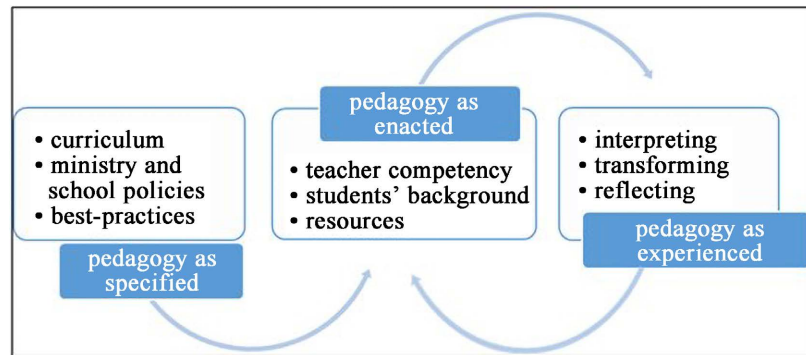 • curriculum
• ministry and
school policies
• best-practices
pedagogy as
specified
pedagogy as
enacted
• teacher competency
• students’ background
• resources
• interpreting
• transforming
• reflecting
pedagogy as
experienced